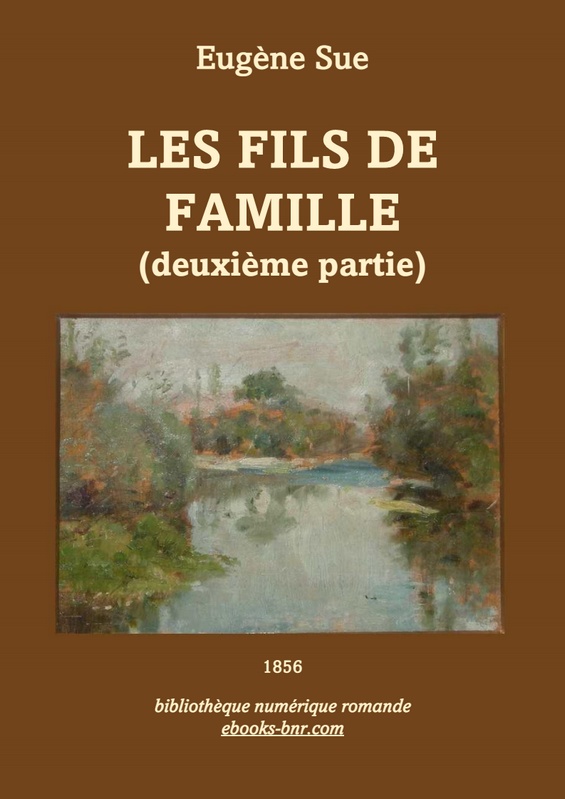 Eugène Sue
LES FILS DE
FAMILLE
(deuxième partie)
1856
bibliothèque numérique romande
ebooks-bnr.com